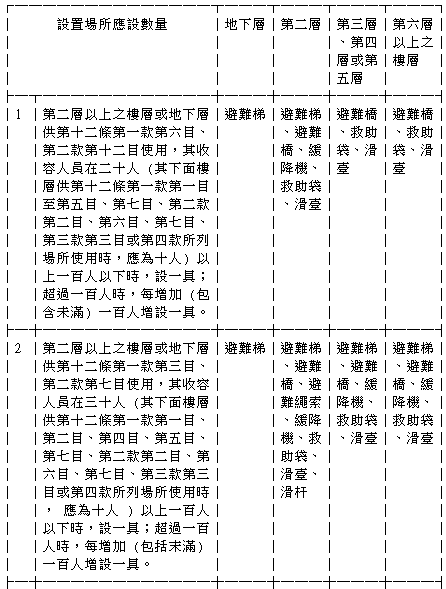 設置場所應設數量
地下層
第二層
第三層
、第四
層或第
五層
第六層
以上之
樓層
1
第二層以上之樓層或地下層
供第十二條第一款第六目、
第二款第十二目使用，其收
容人員在二十人 (其下面樓
層供第十二條第一款第一目
至第五目、第七目、第二款
第二目、第六目、第七目、
第三款第三目或第四款所列
場所使用時，應為十人) 以
上一百人以下時，設一具；
超過一百人時，每增加 (包
含未滿) 一百人增設一具。
避難梯
避難梯
、避難
橋、緩
降機、
救助袋
、滑臺
避難橋
、救助
袋、滑
臺
避難橋
、救助
袋、滑
臺
2
第二層以上之樓層或地下層
供第十二條第一款第三目、
第二款第七目使用，其收容
人員在三十人 (其下面樓層
供第十二條第一款第一目、
第二目、第四目、第五目、
第七目、第二款第二目、第
六目、第七目、第三款第三
目或第四款所列場所使用時
， 應為十人 ) 以上一百人
以下時，設一具；超過一百
人時，每增加 (包括未滿)
一百人增設一具。
避難梯
避難梯
、避難
橋、避
難繩索
、緩降
機、救
助袋、
滑臺、
滑杆
避難梯
、避難
橋、緩
降機、
救助袋
、滑臺
避難梯
、避難
橋、緩
降機、
救助袋
、滑臺